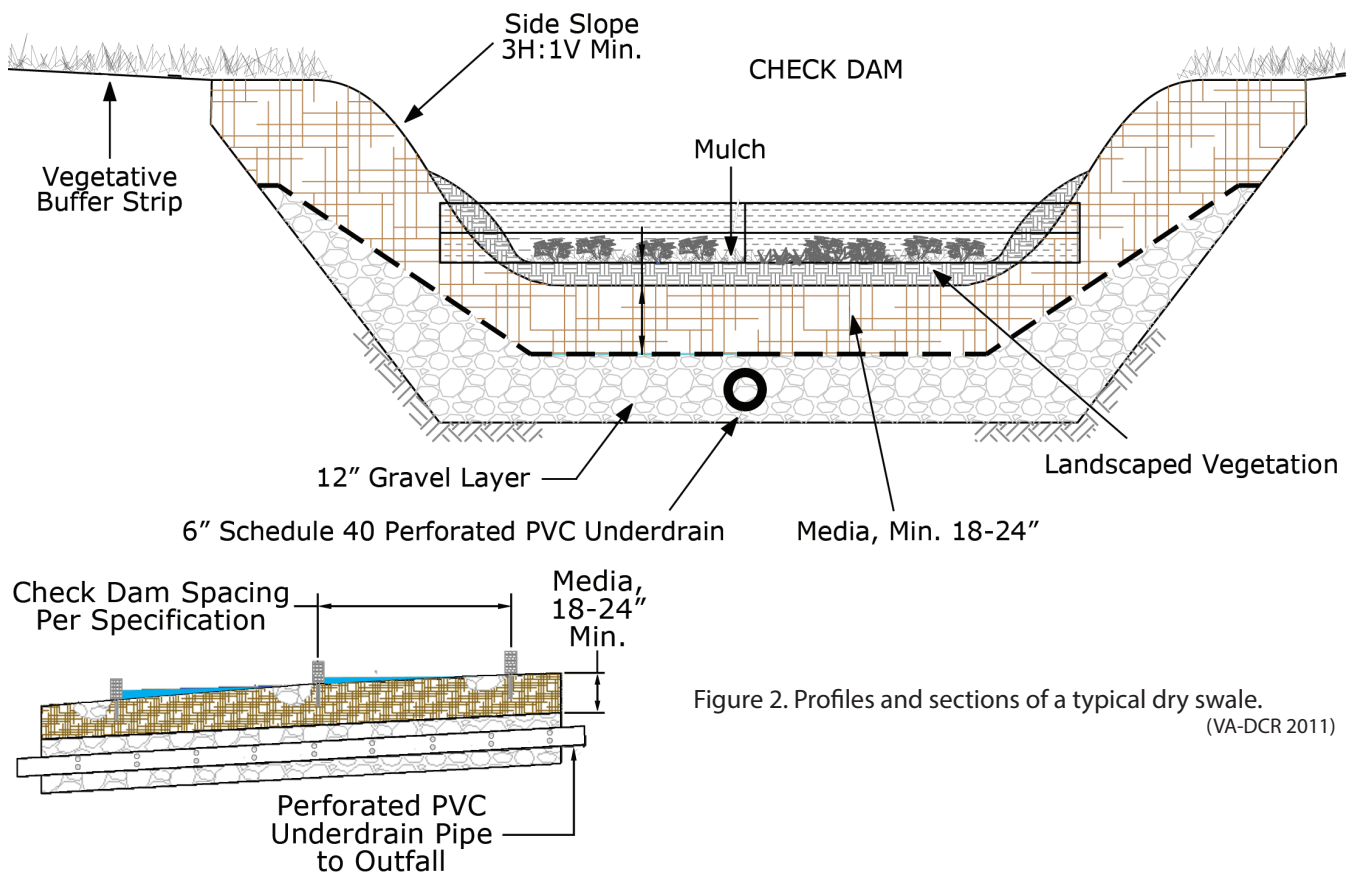 Side Slope
3H:1V Min.
CHECK DAM
Mulch
Vegetative
Buffer Strip
12” Gravel Layer
Landscaped Vegetation
6” Schedule 40 Perforated PVC Underdrain
Media, Min. 18-24”
Check Dam Spacing
Per Specification
Media,
18-24”
Min.
Figure 2. Profiles and sections of a typical dry swale.
(VA-DCR 2011)
Perforated PVC
Underdrain Pipe
to Outfall